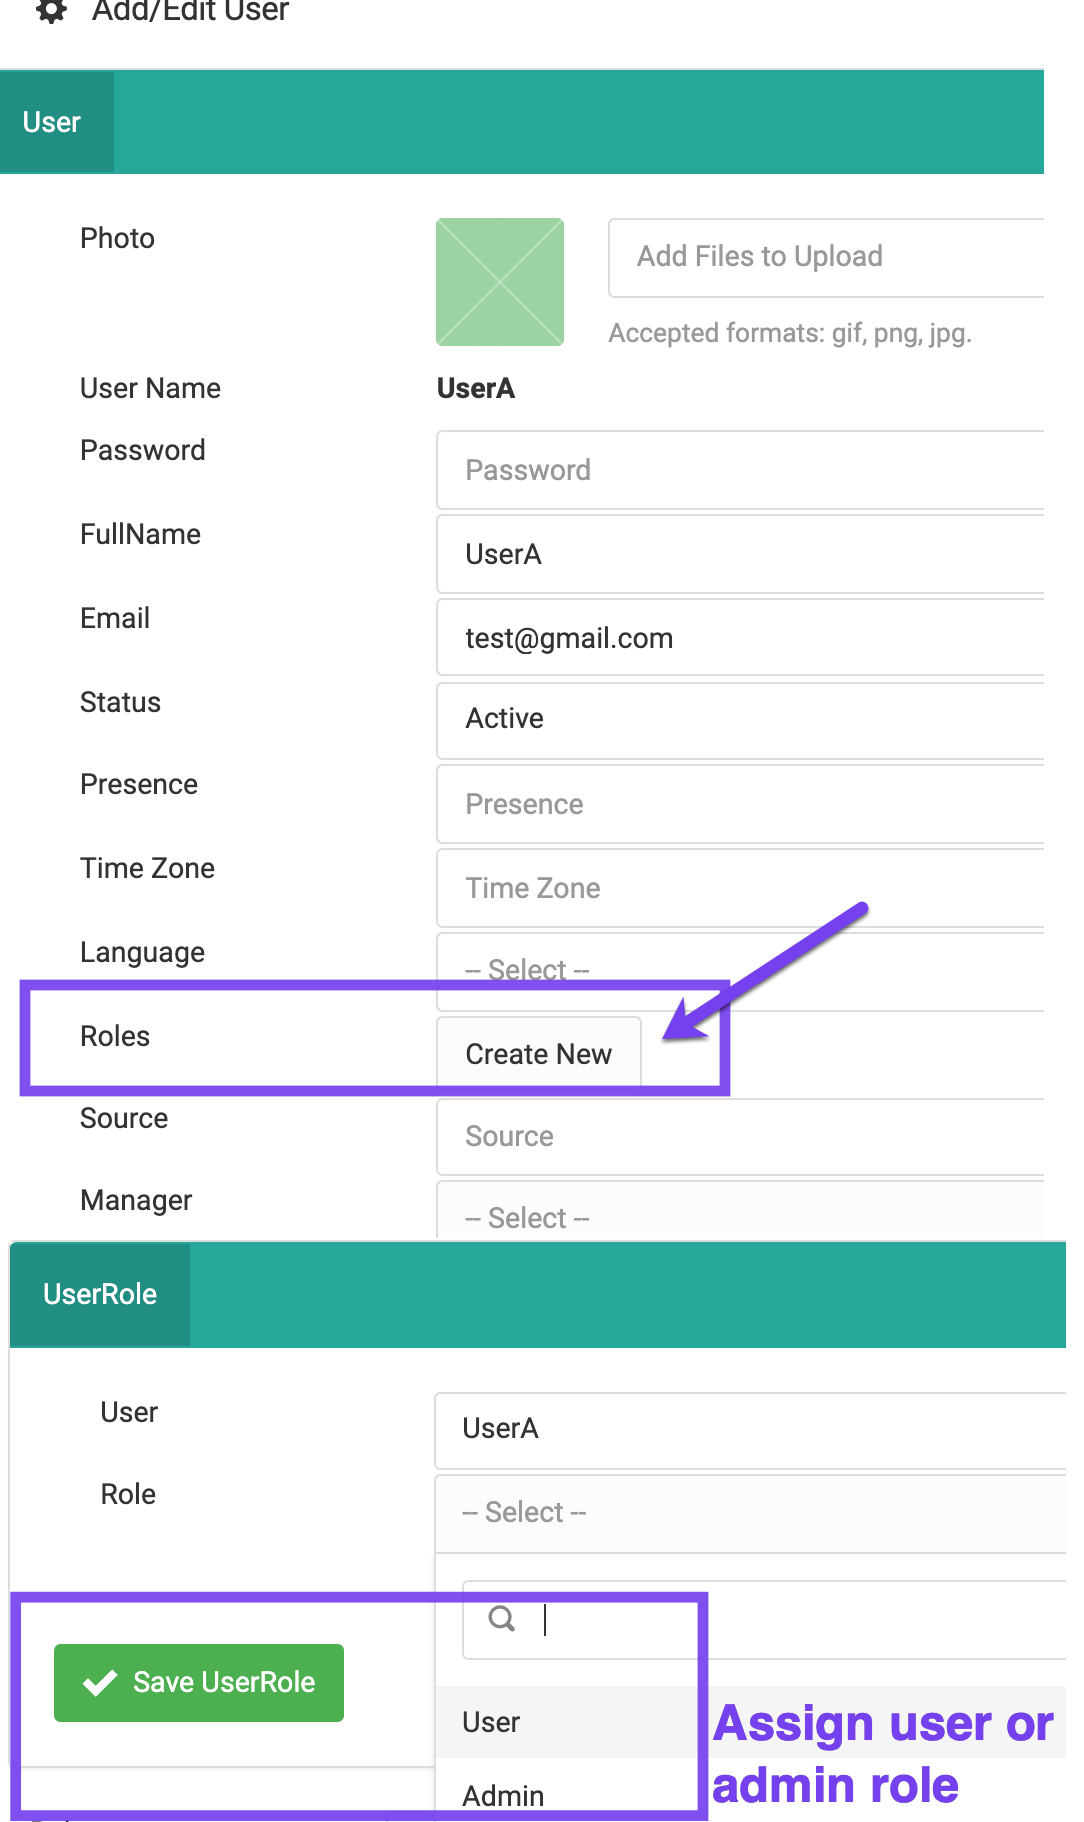 Add/Edit User
User
Photo
Add Files to Upload
Accepted formats: gif, png, jpg.
User Name UserA
Password Password
FullName UserA
Email test@gmail.com
Status Active
Presence Presence
Time Zone Time Zone
Language -- Select --
Roles Create New
Source Source
Manager -- Select --
UserRole
User UserA
Role -- Select --
Save UserRole
User
Admin
Assign user or
admin role